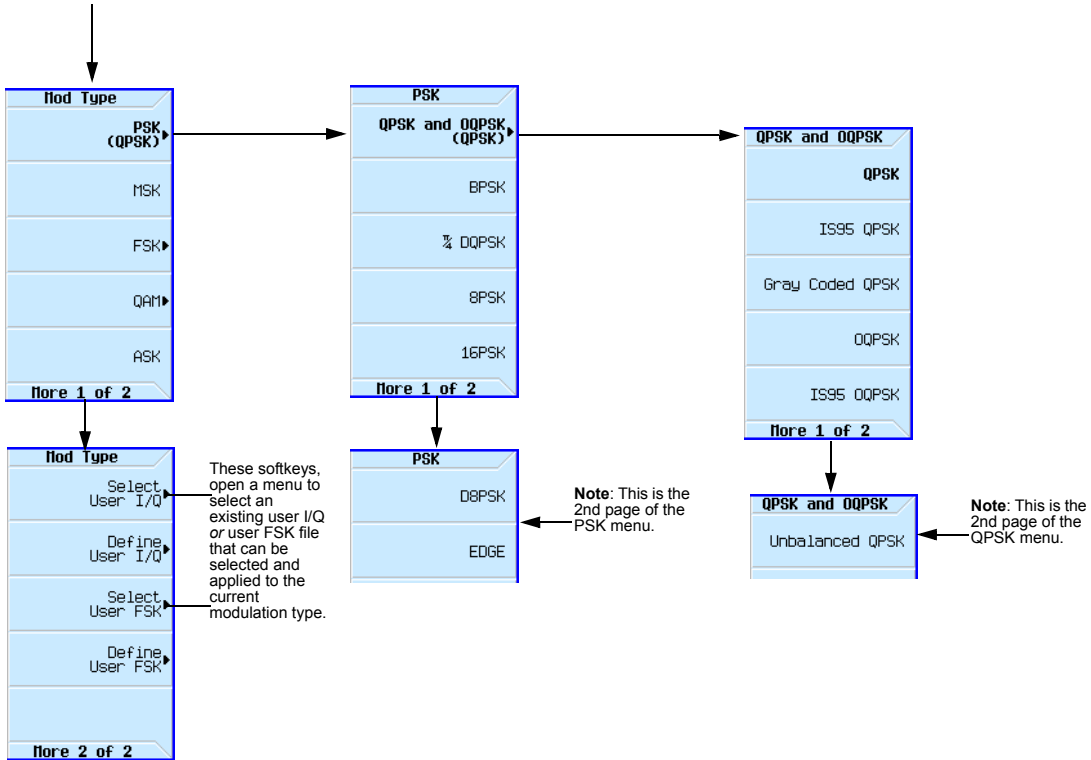 Mod Type
PSK
(QPSK)
MSK
FSK
QAM
ASK
More 1 of 2
PSK
QPSK and OQPSK
(QPSK)
BPSK
π/4 DQPSK
8PSK
16PSK
More 1 of 2
QPSK and OQPSK
QPSK
IS95 QPSK
Gray Coded QPSK
OQPSK
IS95 OQPSK
More 1 of 2
Mod Type
Select
User I/Q
Define
User I/Q
Select
User FSK
Define
User FSK
More 2 of 2
These softkeys,
open a menu to
select an
existing user I/Q
or user FSK file
that can be
selected and
applied to the
current
modulation type.
PSK
D8PSK
EDGE
Note: This is the
2nd page of the
PSK menu.
QPSK and OQPSK
Unbalanced QPSK
Note: This is the
2nd page of the
QPSK menu.